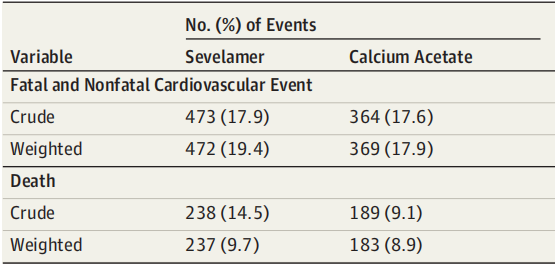 No. (%) of Events
Variable Sevelamer Calcium Acetate
Fatal and Nonfatal Cardiovascular Event
Crude 473 (17.9) 364 (17.6)
Weighted 472 (19.4) 369 (17.9)
Death
Crude 238 (14.5) 189 (9.1)
Weighted 237 (9.7) 183 (8.9)